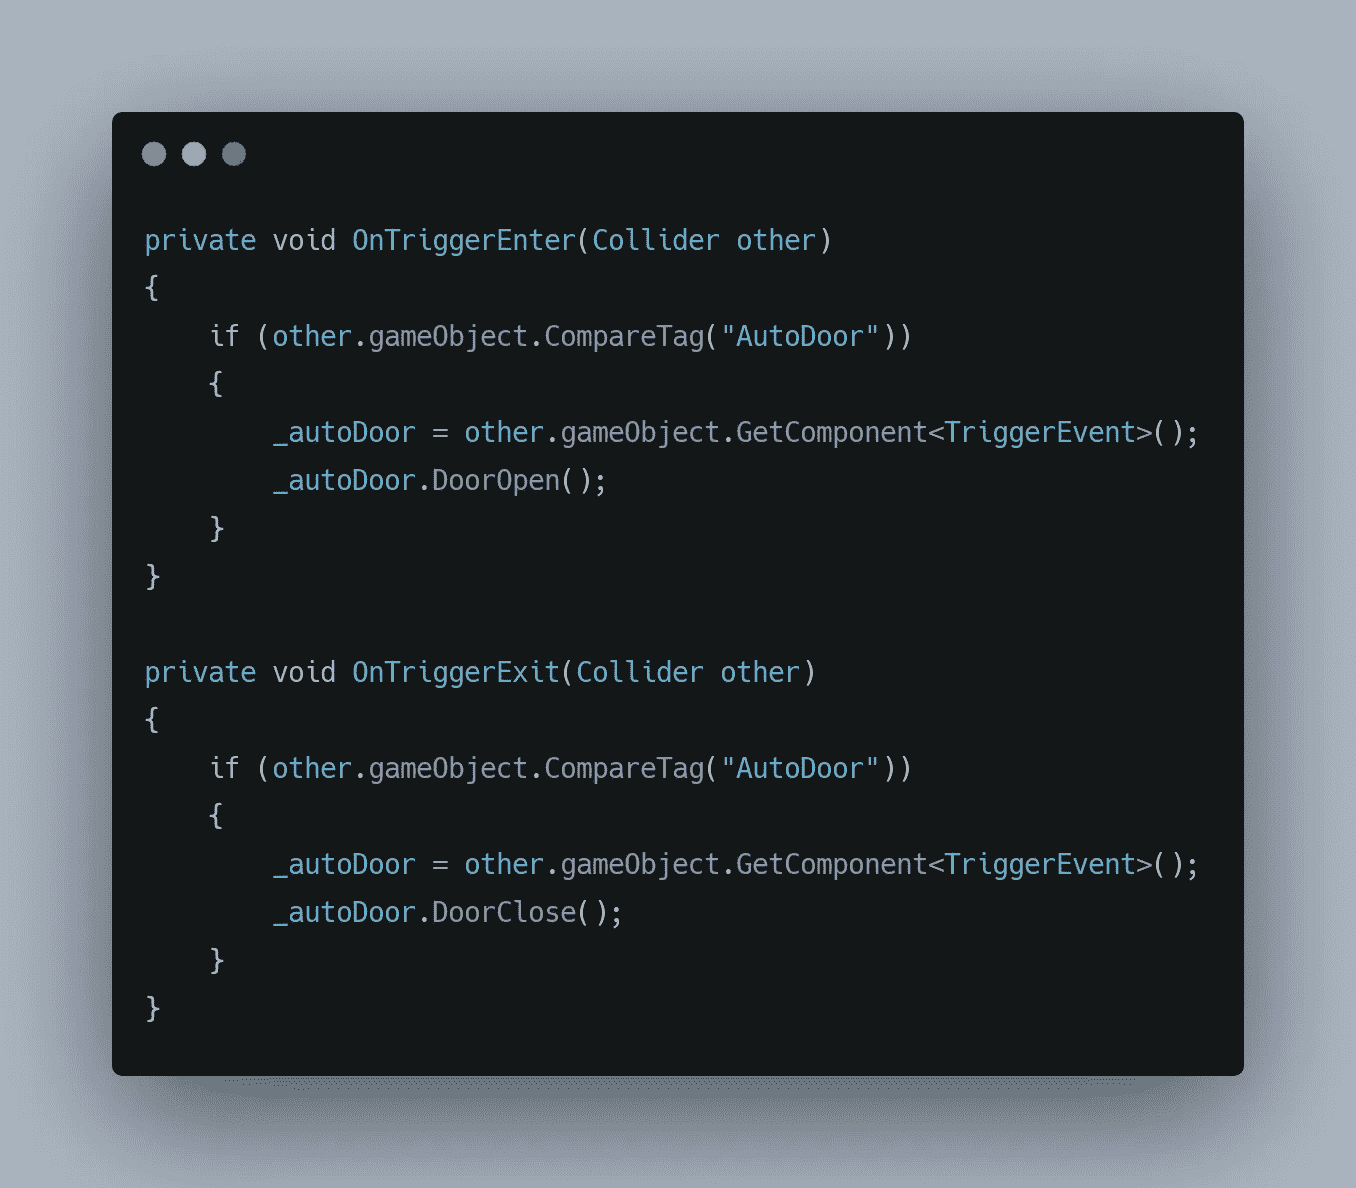 private void OnTriggerEnter(Collider other)
{
    if (other.gameObject.CompareTag("AutoDoor"))
    {
        _autoDoor = other.gameObject.GetComponent<TriggerEvent>();
        _autoDoor.DoorOpen();
    }
}

private void OnTriggerExit(Collider other)
{
    if (other.gameObject.CompareTag("AutoDoor"))
    {
        _autoDoor = other.gameObject.GetComponent<TriggerEvent>();
        _autoDoor.DoorClose();
    }
}